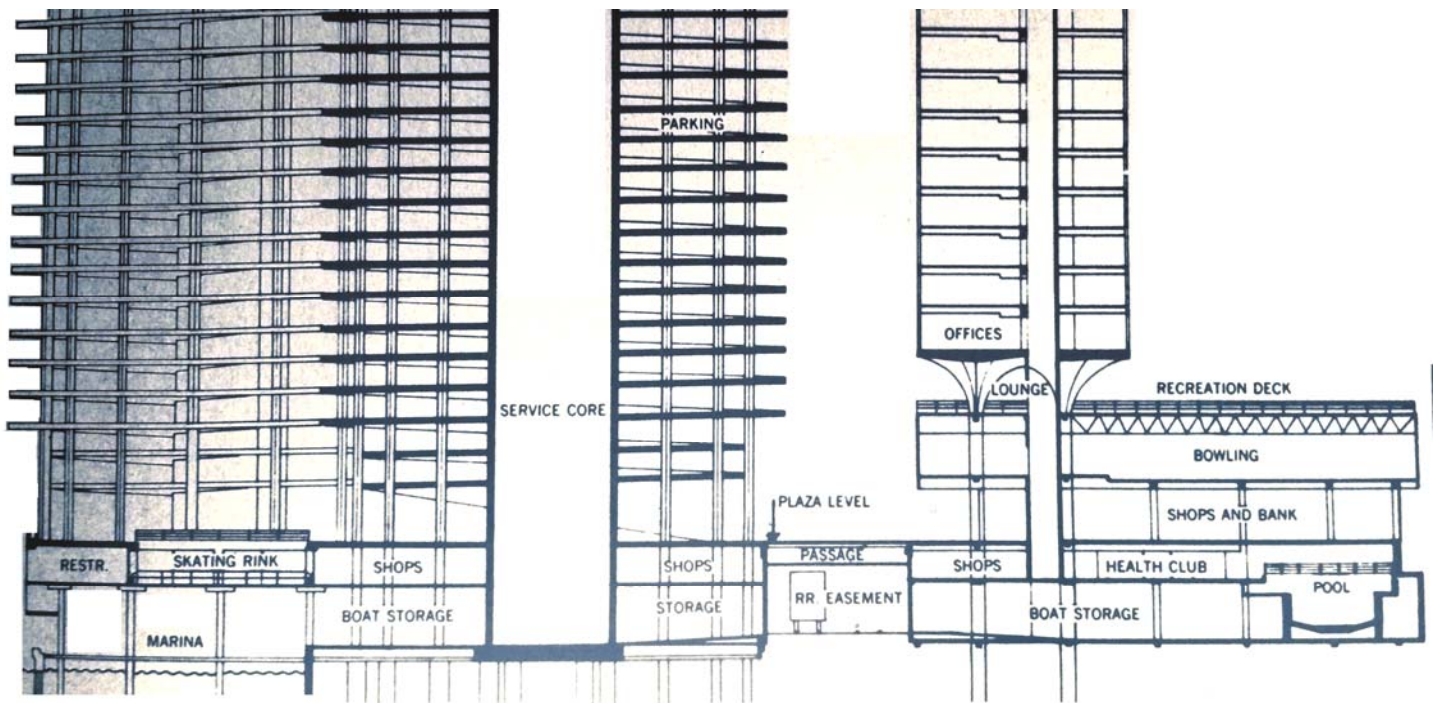 PARKING
OFFICES
LOUNGE
RECREATION DECK
SERVICE CORE
BOWLING
PLAZA LEVEL
SHOPS AND BANK
RESTR.
SKATING RINK
SHOPS
SHOPS
PASSAGE
SHOPS
HEALTH CLUB
POOL
BOAT STORAGE
STORAGE
RR. EASEMENT
BOAT STORAGE
MARINA